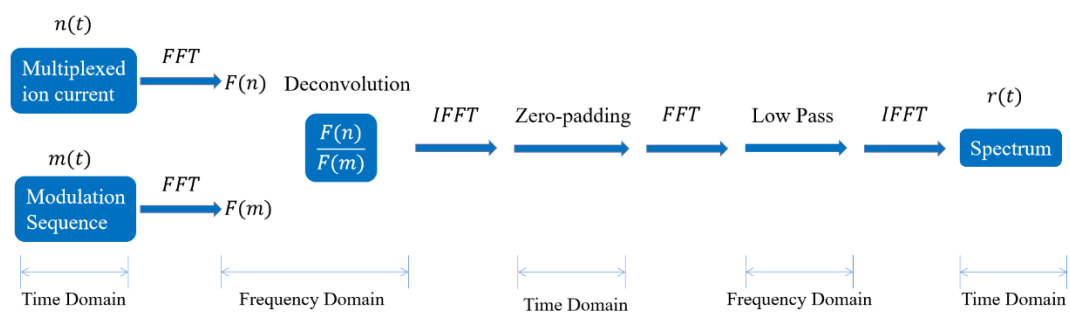 n(t)
Multiplexed
ion current
FFT
F(n)
Deconvolution
F(n)
F(m)
IFFT
Zero-padding
FFT
Low Pass
IFFT
r(t)
Spectrum
m(t)
Modulation
Sequence
FFT
F(m)
Time Domain
Frequency Domain
Time Domain
Frequency Domain
Time Domain